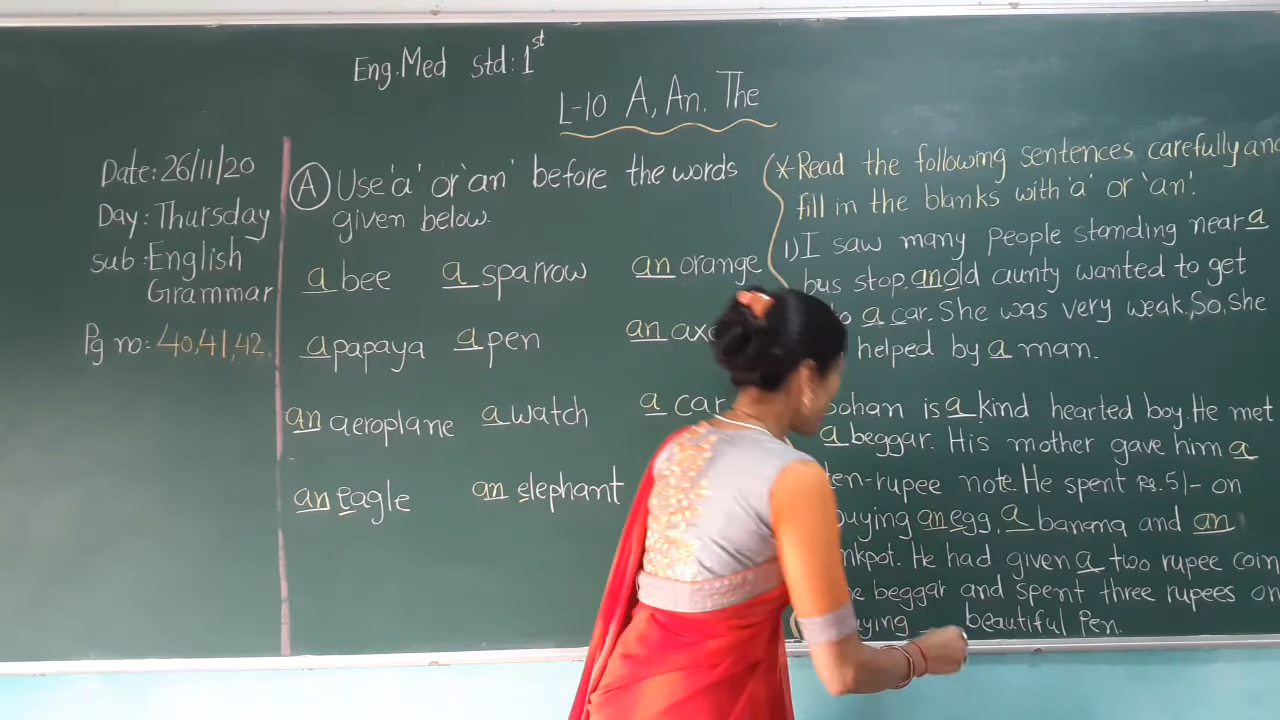 Eng.Med Std: 1st
L-10 A, An. The
Date: 26/11/20
Day: Thursday
Sub: English
Grammar
Pg no: 40,41,42
A Use 'a' or 'an' before the words
given below.
a bee a sparrow an orange
a papaya a pen an
an aeroplane a watch a car
an eagle an elephant
* Read the following sentences carefully and
fill in the blanks with 'a' or 'an'.
1) I saw many people standing near a
bus stop. an old aunty wanted to get
a car. She was very weak, So, she
helped by a man.
is a kind hearted boy. He met
a beggar. His mother gave him a
ten-rupee note. He spent Rs. 5/- on
buying an egg, a banana and an
inkpot. He had given a two rupee coin
beggar and spent three rupees on
beautiful Pen.